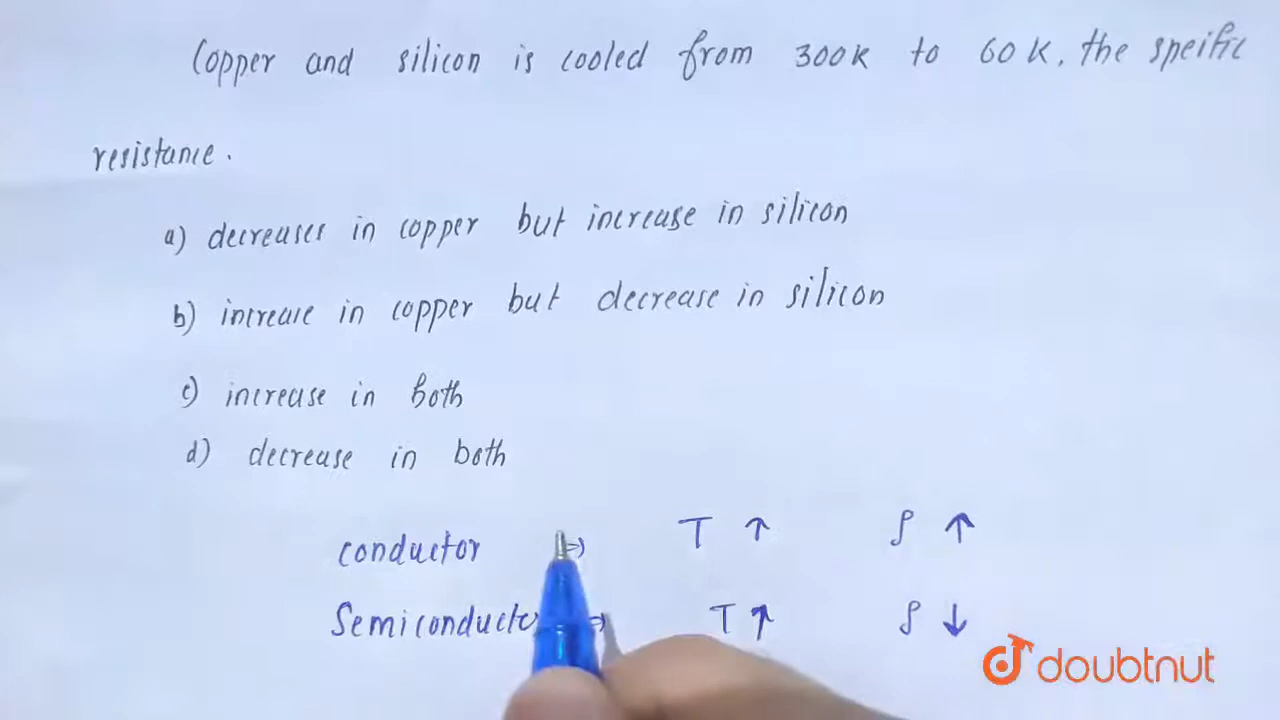 Copper and silicon is cooled from 300K to 60K, the speific
resistance.
a) decreases in copper but increase in silicon
b) increase in copper but decrease in silicon
c) increase in both
d) decrease in both
conductor ⇒ T ↑ ρ ↑
Semiconducto ⇒ T ↑ ρ ↓
doubtnut